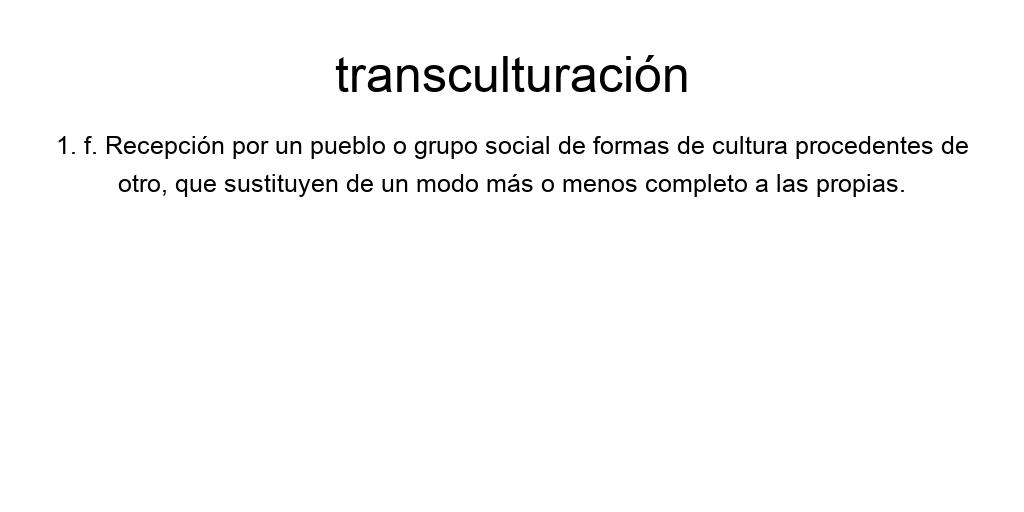 transculturación
1. f. Recepción por un pueblo o grupo social de formas de cultura procedentes de
otro, que sustituyen de un modo más o menos completo a las propias.